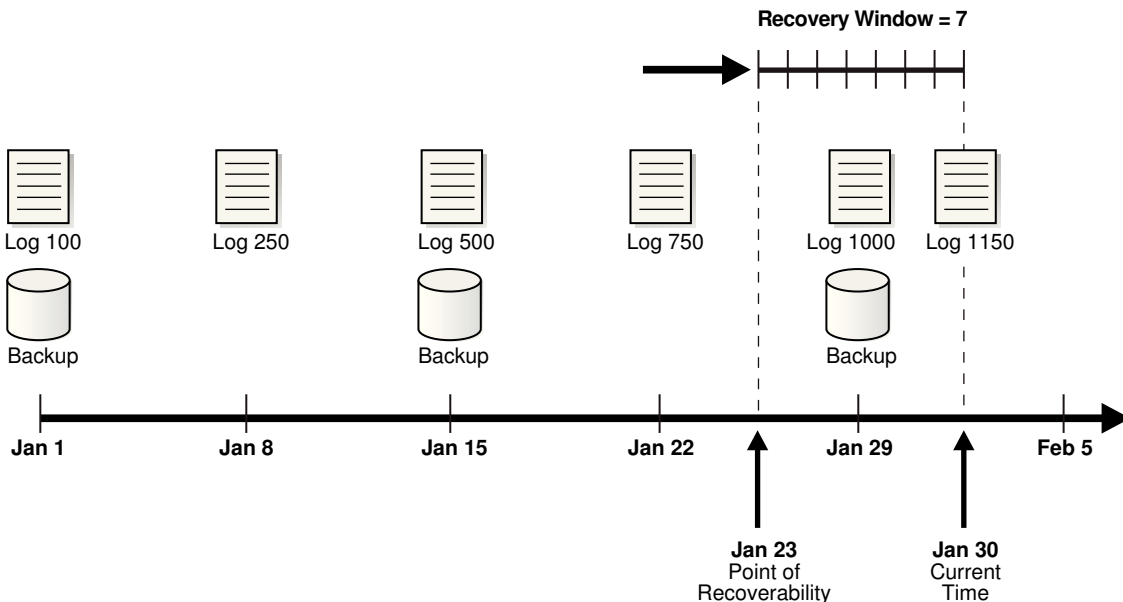 Recovery Window = 7
Log 100
Log 250
Log 500
Log 750
Log 1000
Log 1150
Backup
Backup
Backup
Jan 1
Jan 8
Jan 15
Jan 22
Jan 29
Feb 5
Jan 23
Point of
Recoverability
Jan 30
Current
Time